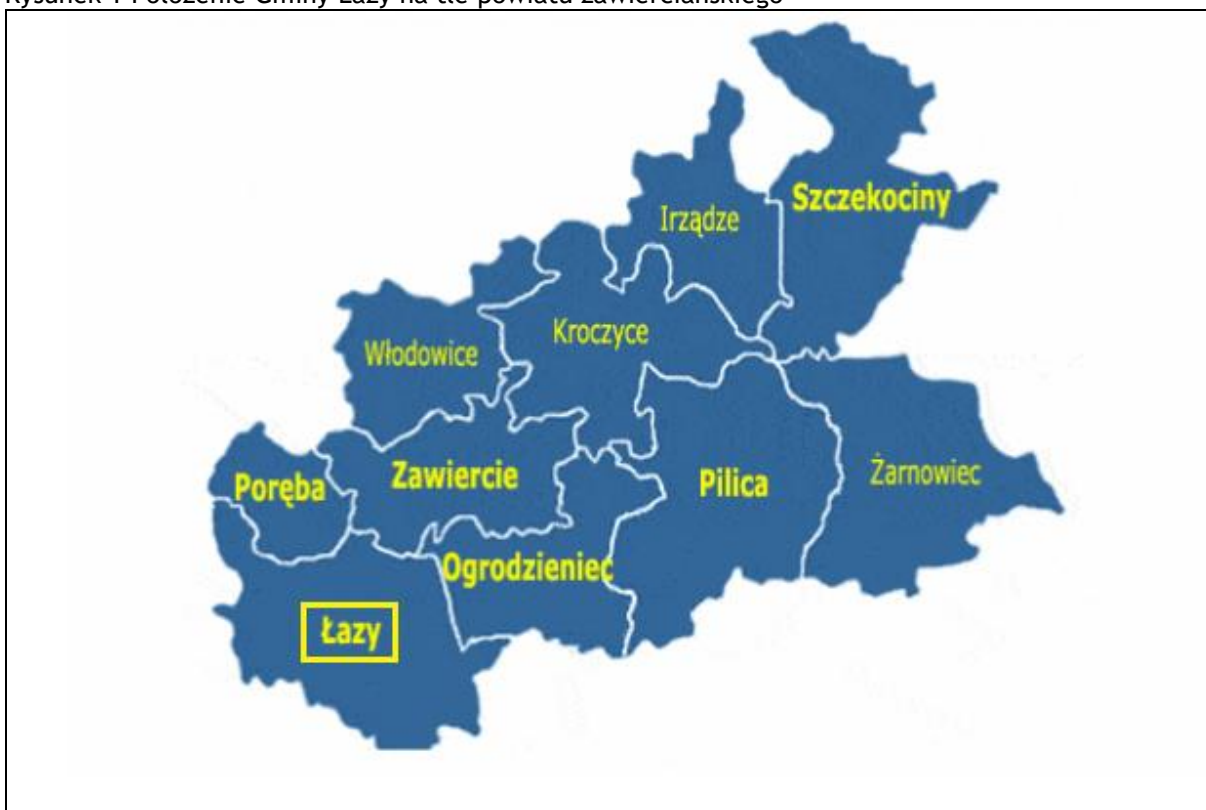 Rysunek 1 Położenie Gminy Łazy na tle powiatu zawierciańskiego
Szczekociny
Irządze
Kroczyce
Włodowice
Zawiercie
Poręba
Pilica
Żarnowiec
Ogrodzieniec
Łazy